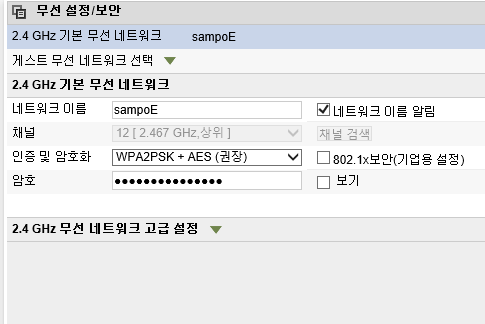 무선 설정/보안
2.4 GHz 기본 무선 네트워크 sampoE
게스트 무선 네트워크 선택
2.4 GHz 기본 무선 네트워크
네트워크 이름 sampoE 네트워크 이름 알림
채널 12 [ 2.467 GHz,상위 ] 채널 검색
인증 및 암호화 WPA2PSK + AES (권장) 802.1x보안(기업용 설정)
암호 ●●●●●●●●●●●●●●● 보기
2.4 GHz 무선 네트워크 고급 설정